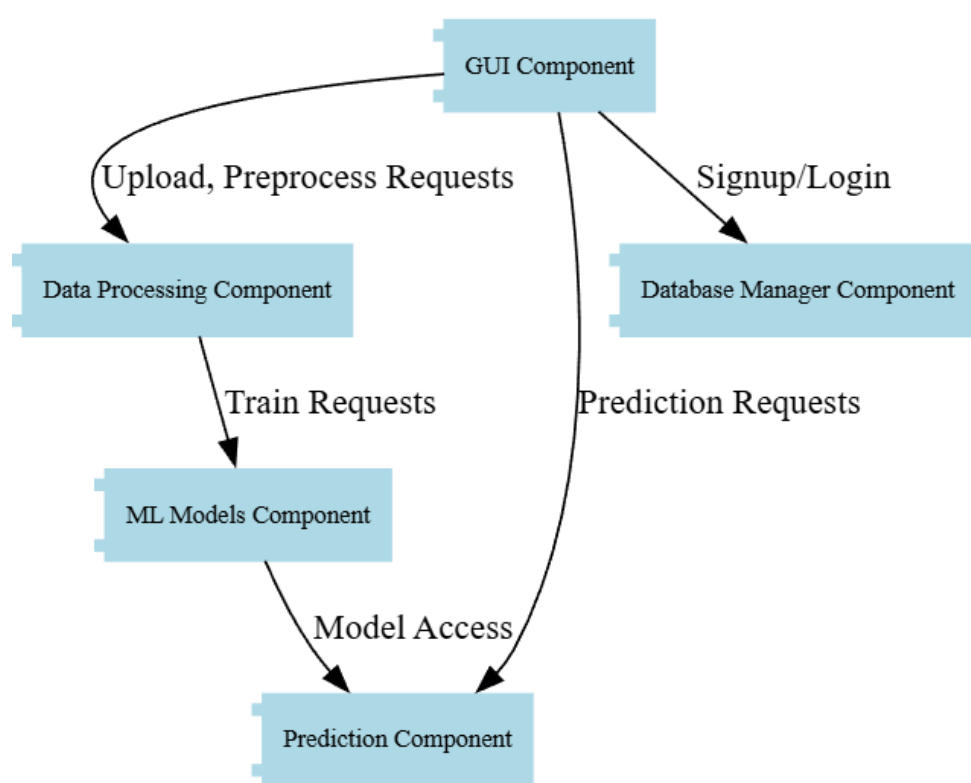 GUI Component
Upload, Preprocess Requests
Signup/Login
Data Processing Component
Database Manager Component
Train Requests
Prediction Requests
ML Models Component
Model Access
Prediction Component